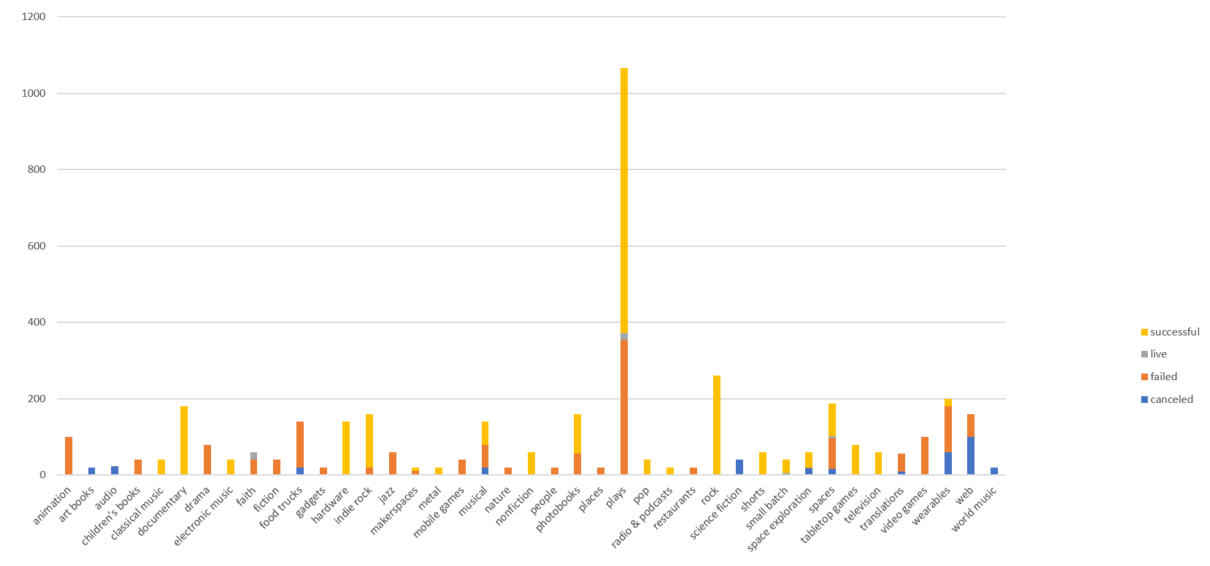 1200
1000
800
600
400
200
0
animation
art books
audio
children's books
classical music
documentary
drama
electronic music
faith
fiction
food trucks
gadgets
hardware
indie rock
jazz
makerspaces
metal
mobile games
musical
nature
nonfiction
people
photobooks
places
plays
pop
radio & podcasts
restaurants
rock
science fiction
shorts
small batch
space exploration
spaces
tabletop games
television
translations
video games
wearables
web
world music
successful
live
failed
canceled